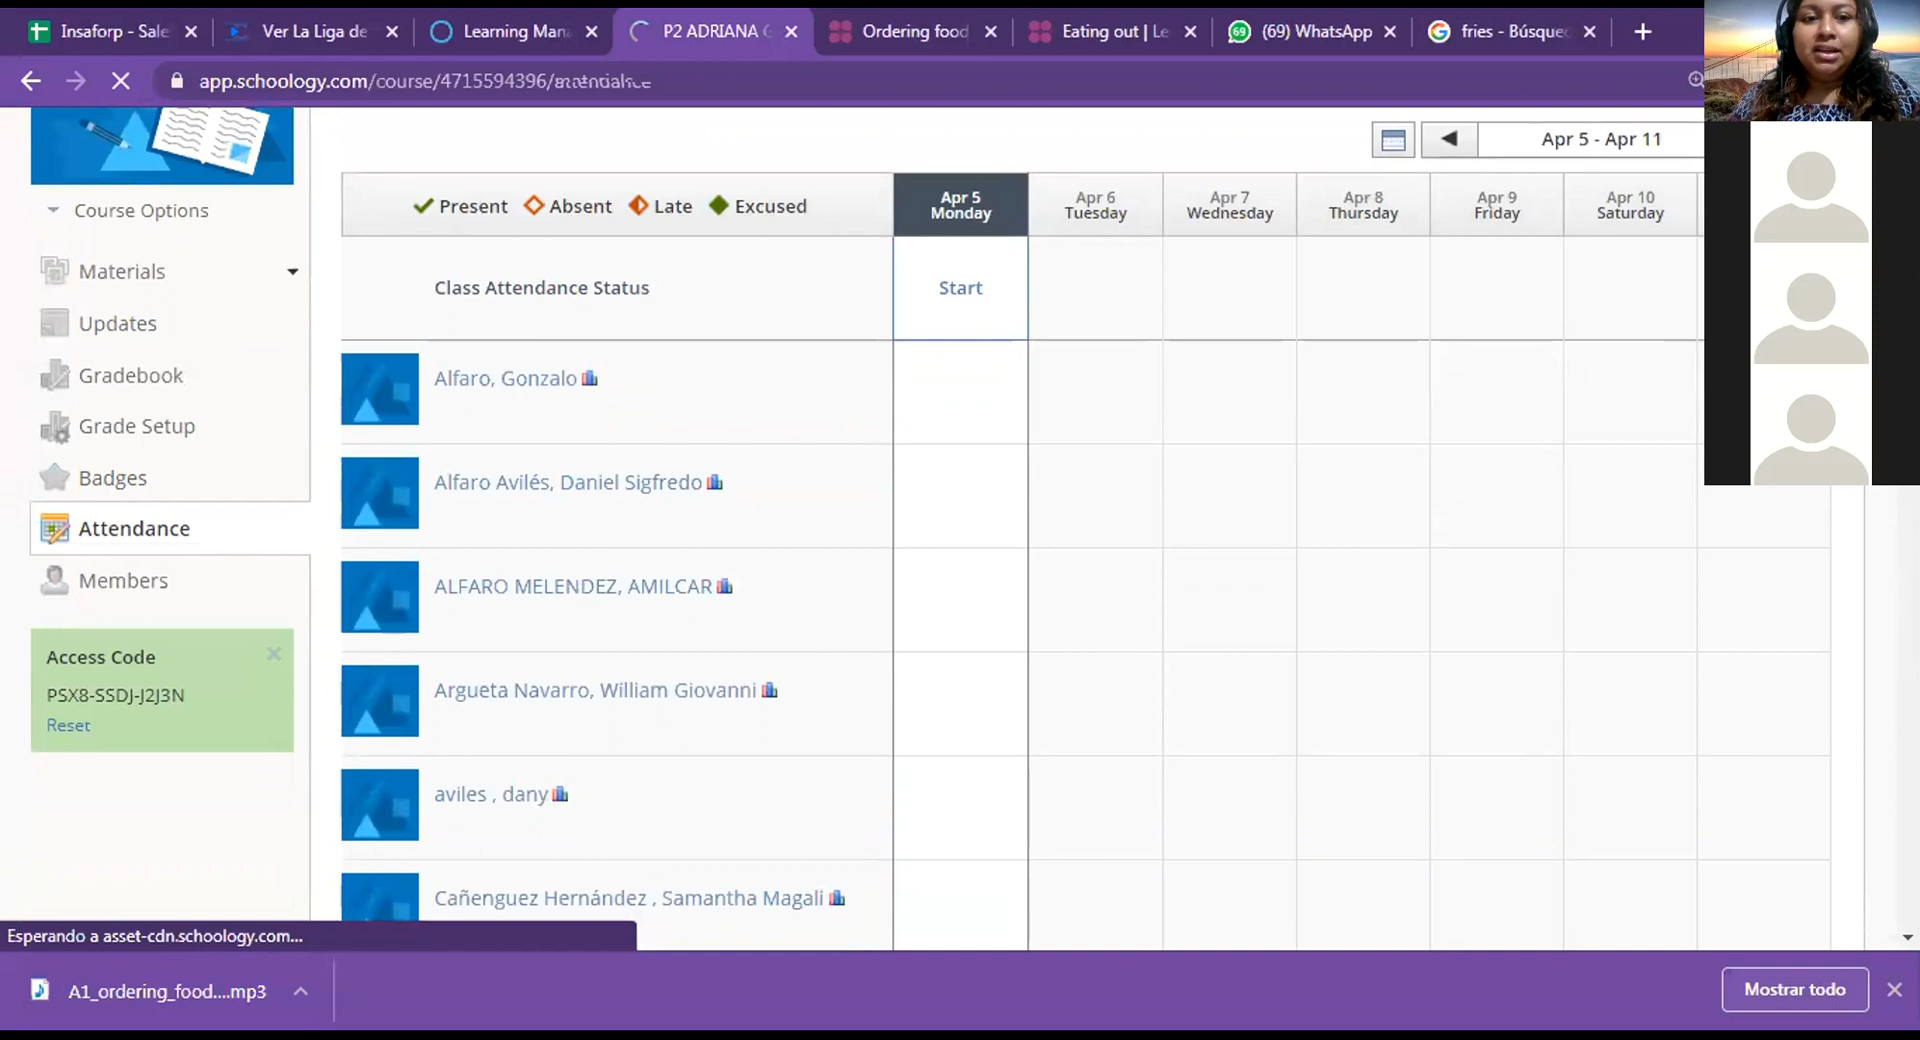 Insaforp - Sale
Ver La Liga de
Learning Man
P2 ADRIANA G
Ordering food
Eating out | Le
(69) WhatsApp
fries - Búsque
app.schoology.com/course/4715594396/
Apr 5 - Apr 11
Course Options
Materials
Updates
Gradebook
Grade Setup
Badges
Attendance
Members
Access Code
PSX8-SSDJ-J2J3N
Reset
Present Absent Late Excused
Apr 5 Monday
Apr 6 Tuesday
Apr 7 Wednesday
Apr 8 Thursday
Apr 9 Friday
Apr 10 Saturday
Class Attendance Status
Start
Alfaro, Gonzalo
Alfaro Avilés, Daniel Sigfredo
ALFARO MELENDEZ, AMILCAR
Argueta Navarro, William Giovanni
aviles , dany
Cañenguez Hernández , Samantha Magali
Esperando a asset-cdn.schoology.com...
A1_ordering_food....mp3
Mostrar todo